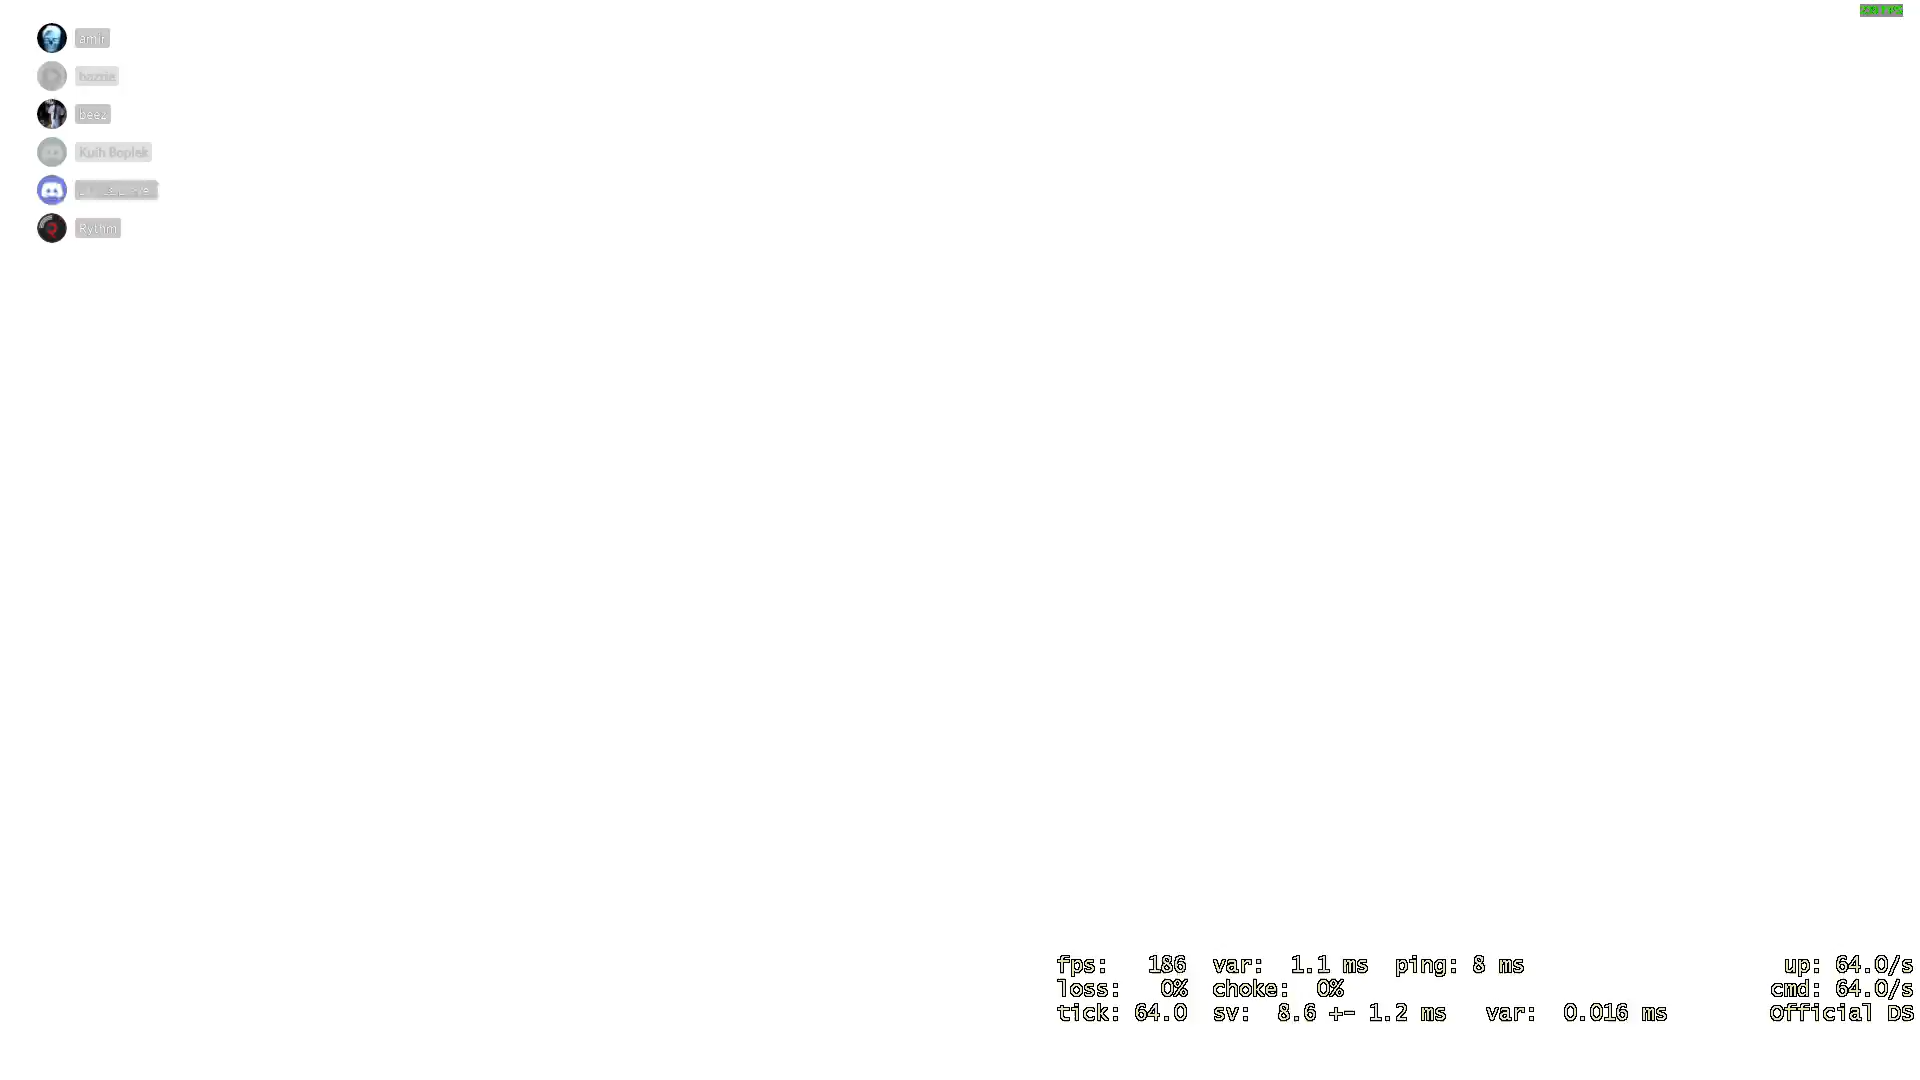 amir
hazzie
beez
Kuih Boplek
Rythm
fps: 186 var: 1.1 ms ping: 8 ms up: 64.0/s
loss: 0% choke: 0% cmd: 64.0/s
tick: 64.0 sv: 8.6 +- 1.2 ms var: 0.016 ms Official DS